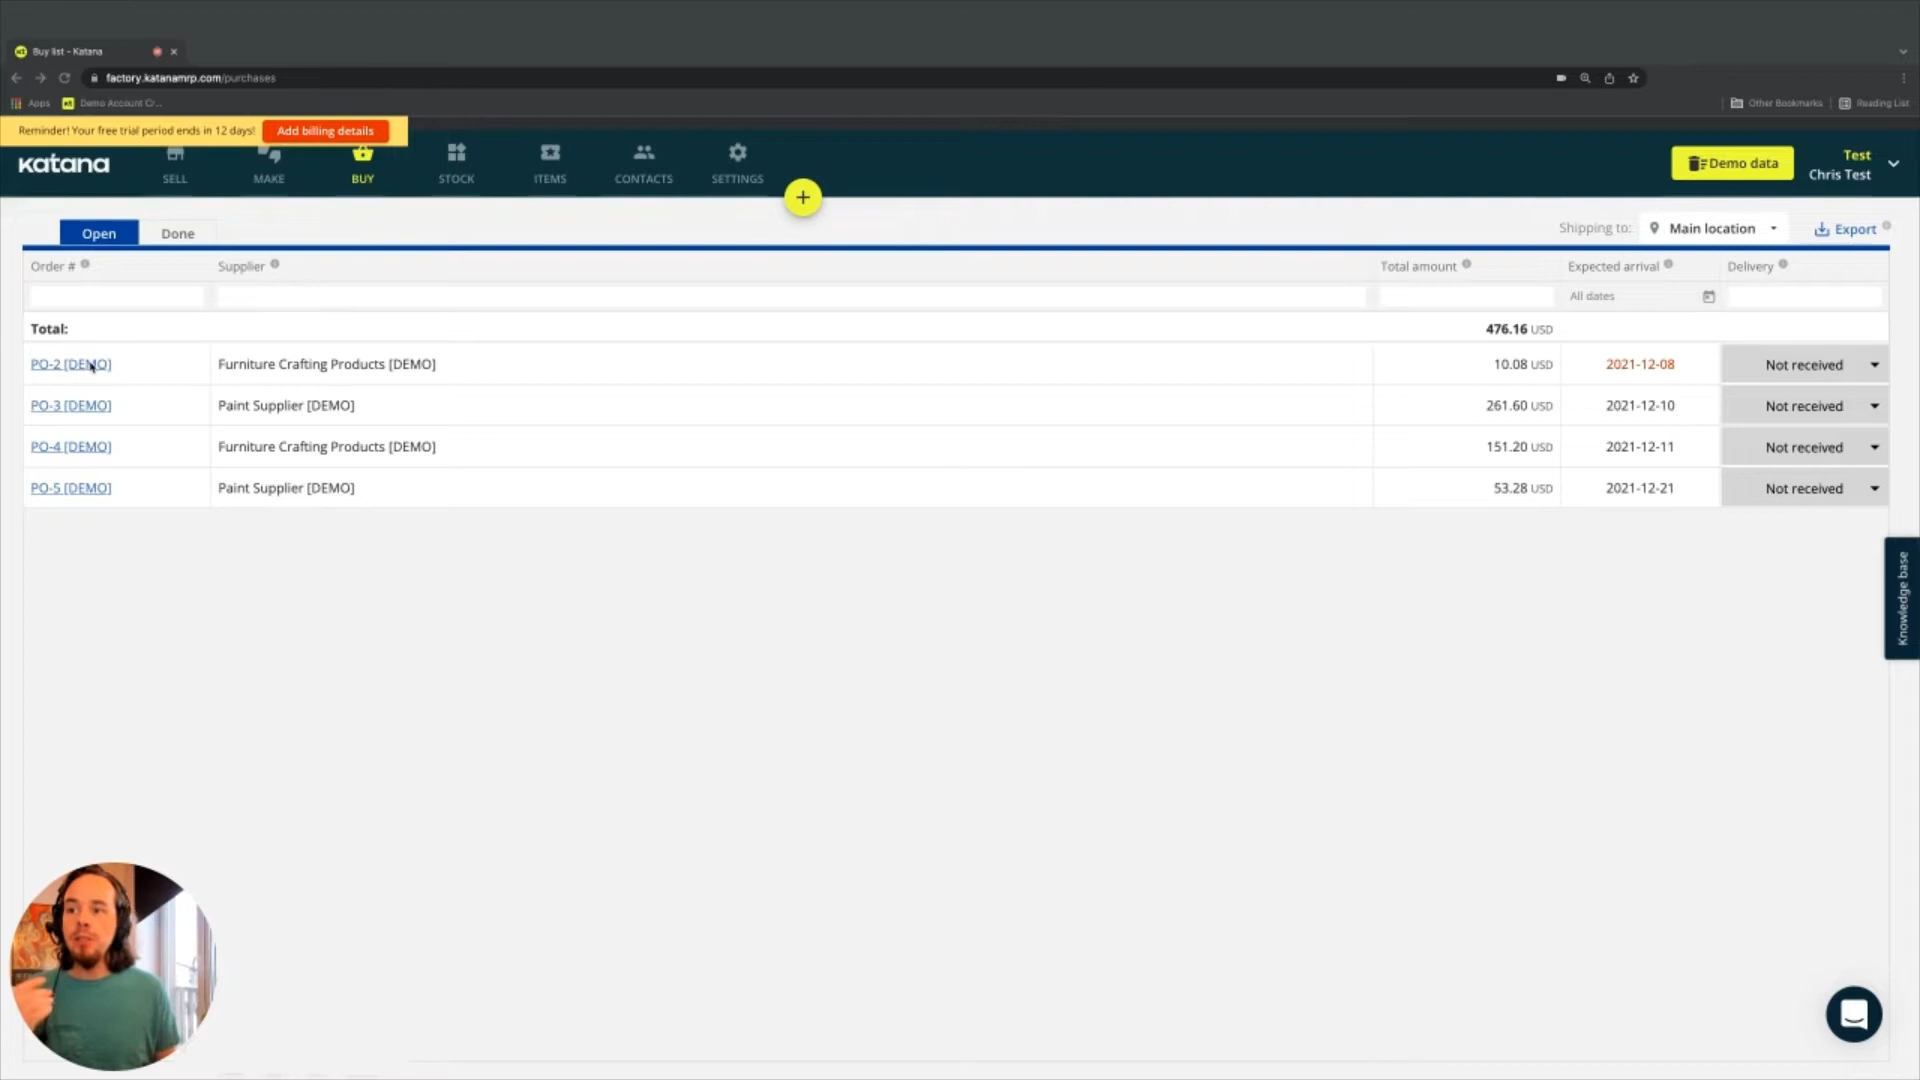 Buy list - Katana
factory.katanamrp.com/purchases
Apps Demo Account Cr... Other Bookmarks Reading List
Reminder! Your free trial period ends in 12 days! Add billing details
katana SELL MAKE BUY STOCK ITEMS CONTACTS SETTINGS + Demo data Test
Chris Test
Open Done Shipping to: Main location Export
Order # Supplier Total amount Expected arrival Delivery
All dates
Total: 476.16 USD
PO-2 [DEMO] Furniture Crafting Products [DEMO] 10.08 USD 2021-12-08 Not received
PO-3 [DEMO] Paint Supplier [DEMO] 261.60 USD 2021-12-10 Not received
PO-4 [DEMO] Furniture Crafting Products [DEMO] 151.20 USD 2021-12-11 Not received
PO-5 [DEMO] Paint Supplier [DEMO] 53.28 USD 2021-12-21 Not received
Knowledge base